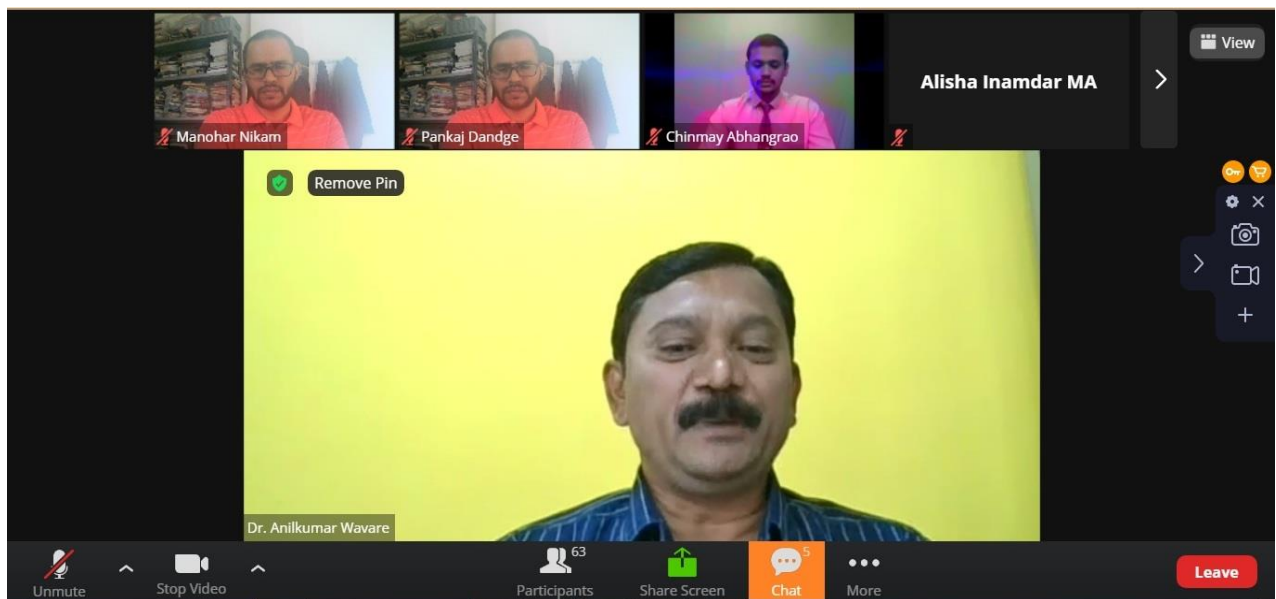 View
Alisha Inamdar MA
Manohar Nikam
Pankaj Dandge
Chinmay Abhangrao
Remove Pin
Dr. Anilkumar Wavare
63
5
Unmute
Stop Video
Participants
Share Screen
Chat
More
Leave